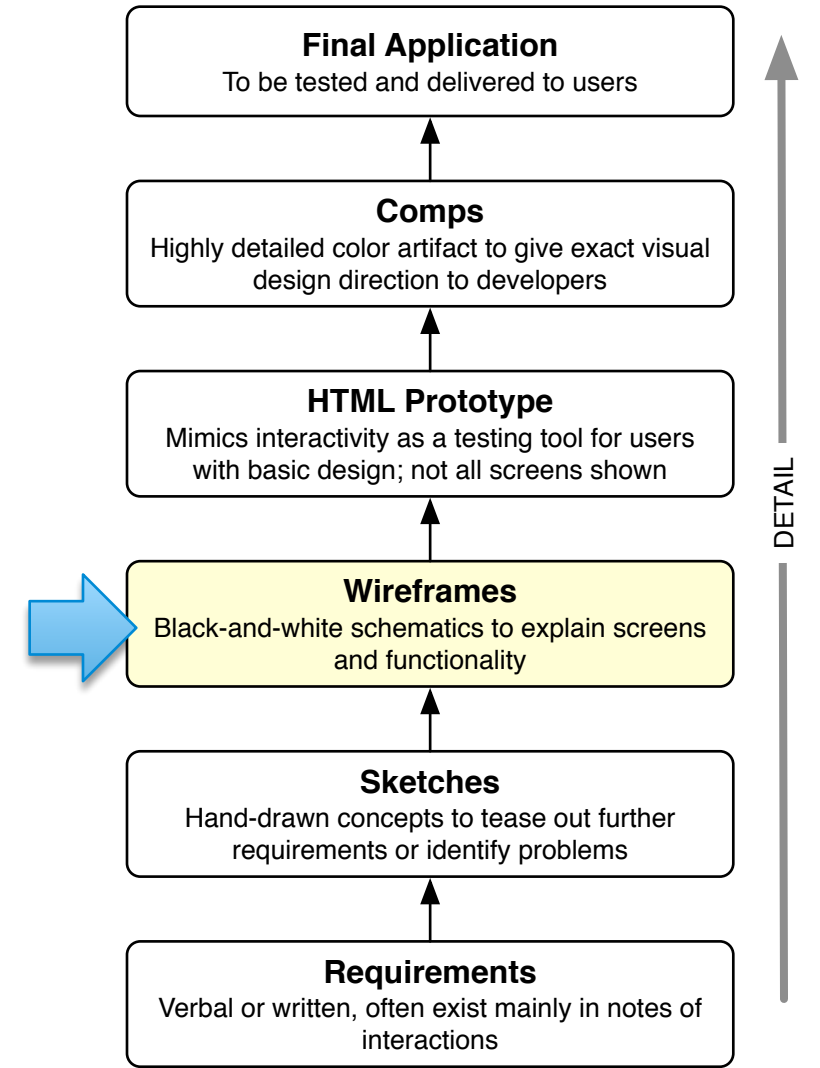 Final Application
To be tested and delivered to users
Comps
Highly detailed color artifact to give exact visual
design direction to developers
HTML Prototype
Mimics interactivity as a testing tool for users
with basic design; not all screens shown
Wireframes
Black-and-white schematics to explain screens
and functionality
Sketches
Hand-drawn concepts to tease out further
requirements or identify problems
Requirements
Verbal or written, often exist mainly in notes of
interactions
DETAIL